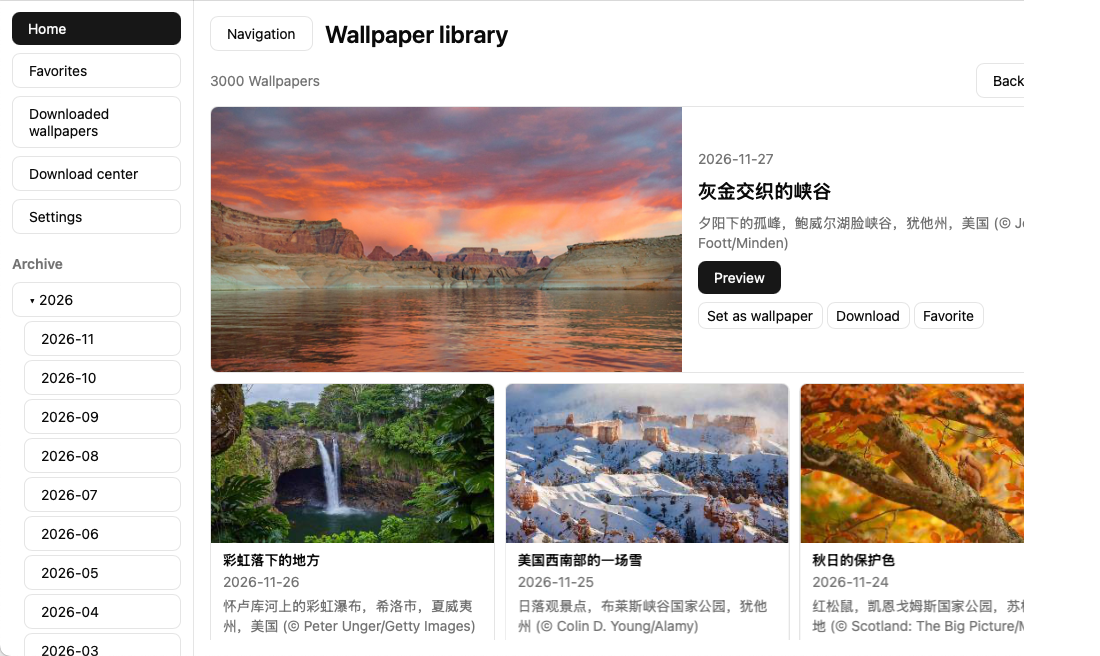 Home
Favorites
Downloaded
wallpapers
Download center
Settings
Archive
▾ 2026
2026-11
2026-10
2026-09
2026-08
2026-07
2026-06
2026-05
2026-04
2026-03
Navigation
Wallpaper library
3000 Wallpapers
Back
2026-11-27
灰金交织的峡谷
夕阳下的孤峰，鲍威尔湖脸峡谷，犹他州，美国 (©
Foott/Minden)
Preview
Set as wallpaper
Download
Favorite
彩虹落下的地方
2026-11-26
怀卢库河上的彩虹瀑布，希洛市，夏威夷
州，美国 (© Peter Unger/Getty Images)
美国西南部的一场雪
2026-11-25
日落观景点，布莱斯峡谷国家公园，犹他
州 (© Colin D. Young/Alamy)
秋日的保护色
2026-11-24
红松鼠，凯恩戈姆斯国家公园，苏
地 (© Scotland: The Big Picture/